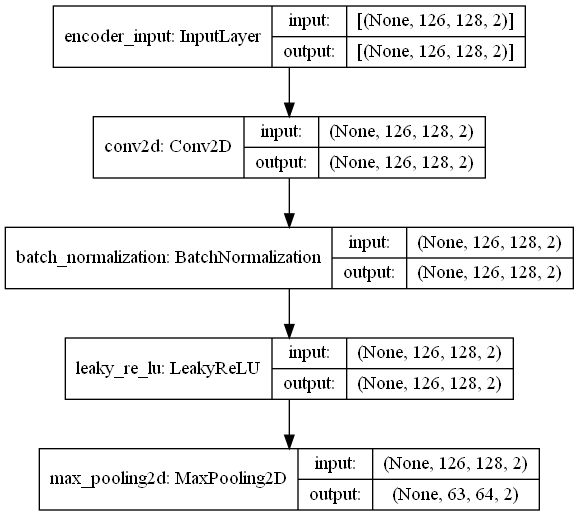 encoder_input: InputLayer
input: [(None, 126, 128, 2)]
output: [(None, 126, 128, 2)]
conv2d: Conv2D
input: (None, 126, 128, 2)
output: (None, 126, 128, 2)
batch_normalization: BatchNormalization
input: (None, 126, 128, 2)
output: (None, 126, 128, 2)
leaky_re_lu: LeakyReLU
input: (None, 126, 128, 2)
output: (None, 126, 128, 2)
max_pooling2d: MaxPooling2D
input: (None, 126, 128, 2)
output: (None, 63, 64, 2)